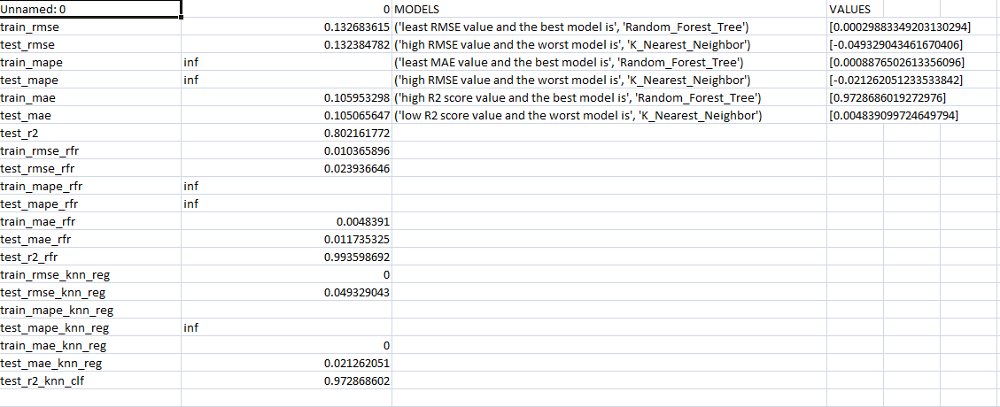 Unnamed: 0 0 MODELS VALUES
train_rmse 0.132683615 ('least RMSE value and the best model is', 'Random_Forest_Tree') [0.00029883349203130294]
test_rmse 0.132384782 ('high RMSE value and the worst model is', 'K_Nearest_Neighbor') [-0.049329043461670406]
train_mape inf ('least MAE value and the best model is', 'Random_Forest_Tree') [0.0008876502613356096]
test_mape inf ('high RMSE value and the worst model is', 'K_Nearest_Neighbor') [-0.021262051233533842]
train_mae 0.105953298 ('high R2 score value and the best model is', 'Random_Forest_Tree') [0.9728686019272976]
test_mae 0.105065647 ('low R2 score value and the worst model is', 'K_Nearest_Neighbor') [0.004839099724649794]
test_r2 0.802161772
train_rmse_rfr 0.010365896
test_rmse_rfr 0.023936646
train_mape_rfr inf
test_mape_rfr inf
train_mae_rfr 0.0048391
test_mae_rfr 0.011735325
test_r2_rfr 0.993598692
train_rmse_knn_reg 0
test_rmse_knn_reg 0.049329043
train_mape_knn_reg
test_mape_knn_reg inf
train_mae_knn_reg 0
test_mae_knn_reg 0.021262051
test_r2_knn_clf 0.972868602